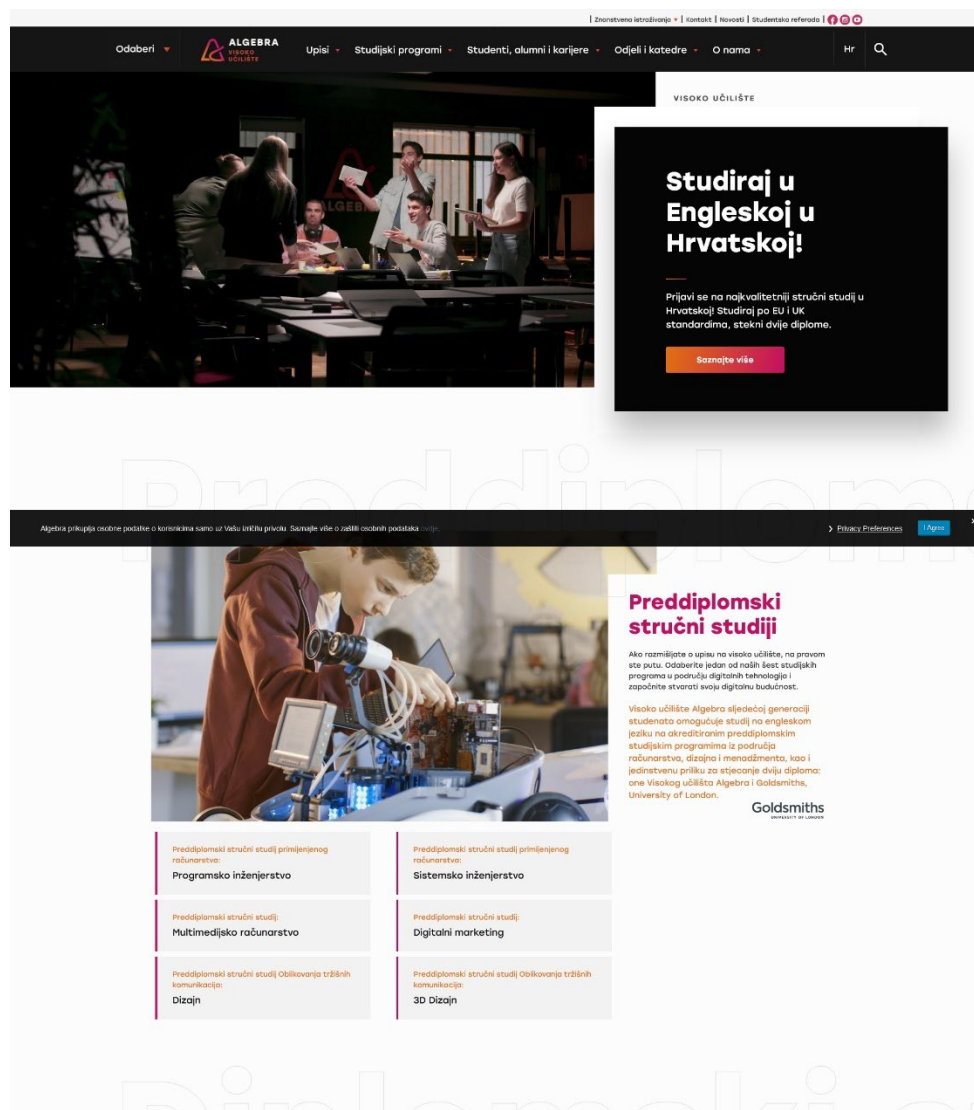 | Znanstveno istraživanje | Kontakt | Novosti | Studentska referada |
Odaberi
ALGEBRA
VISOKO
UČILIŠTE
Upisi Studijski programi Studenti, alumni i karijere Odjeli i katedre O nama
Hr
VISOKO UČILIŠTE
ALGEBRA
Studiraj u
Engleskoj u
Hrvatskoj!
Prijavi se na najkvalitetniji stručni studij u
Hrvatskoj! Studiraj po EU i UK
standardima, stekni dvije diplome.
Saznajte više
Preddiplom
Algebra prikuplja osobne podatke o korisnicima samo uz Vašu izričitu privolu. Saznajte više o zaštiti osobnih podataka ovdje.
Privacy Preferences
I Agree
Preddiplomski
stručni studiji
Ako razmišljate o upisu na visoko učilište, na pravom
ste putu. Odaberite jedan od naših šest studijskih
programa u području digitalnih tehnologija i
započnite stvarati svoju digitalnu budućnost.
Visoko učilište Algebra sljedećoj generaciji
studenata omogućuje studij na engleskom
jeziku na akreditiranim preddiplomskim
studijskim programima iz područja
računarstva, dizajna i menadžmenta, kao i
jedinstvenu priliku za stjecanje dviju diploma:
one Visokog učilišta Algebra i Goldsmiths,
University of London.
Goldsmiths
UNIVERSITY OF LONDON
Preddiplomski stručni studij primijenjenog
računarstva:
Programsko inženjerstvo
Preddiplomski stručni studij primijenjenog
računarstva:
Sistemsko inženjerstvo
Preddiplomski stručni studij:
Multimedijsko računarstvo
Preddiplomski stručni studij:
Digitalni marketing
Preddiplomski stručni studij Oblikovanja tržišnih
komunikacija:
Dizajn
Preddiplomski stručni studij Oblikovanja tržišnih
komunikacija:
3D Dizajn